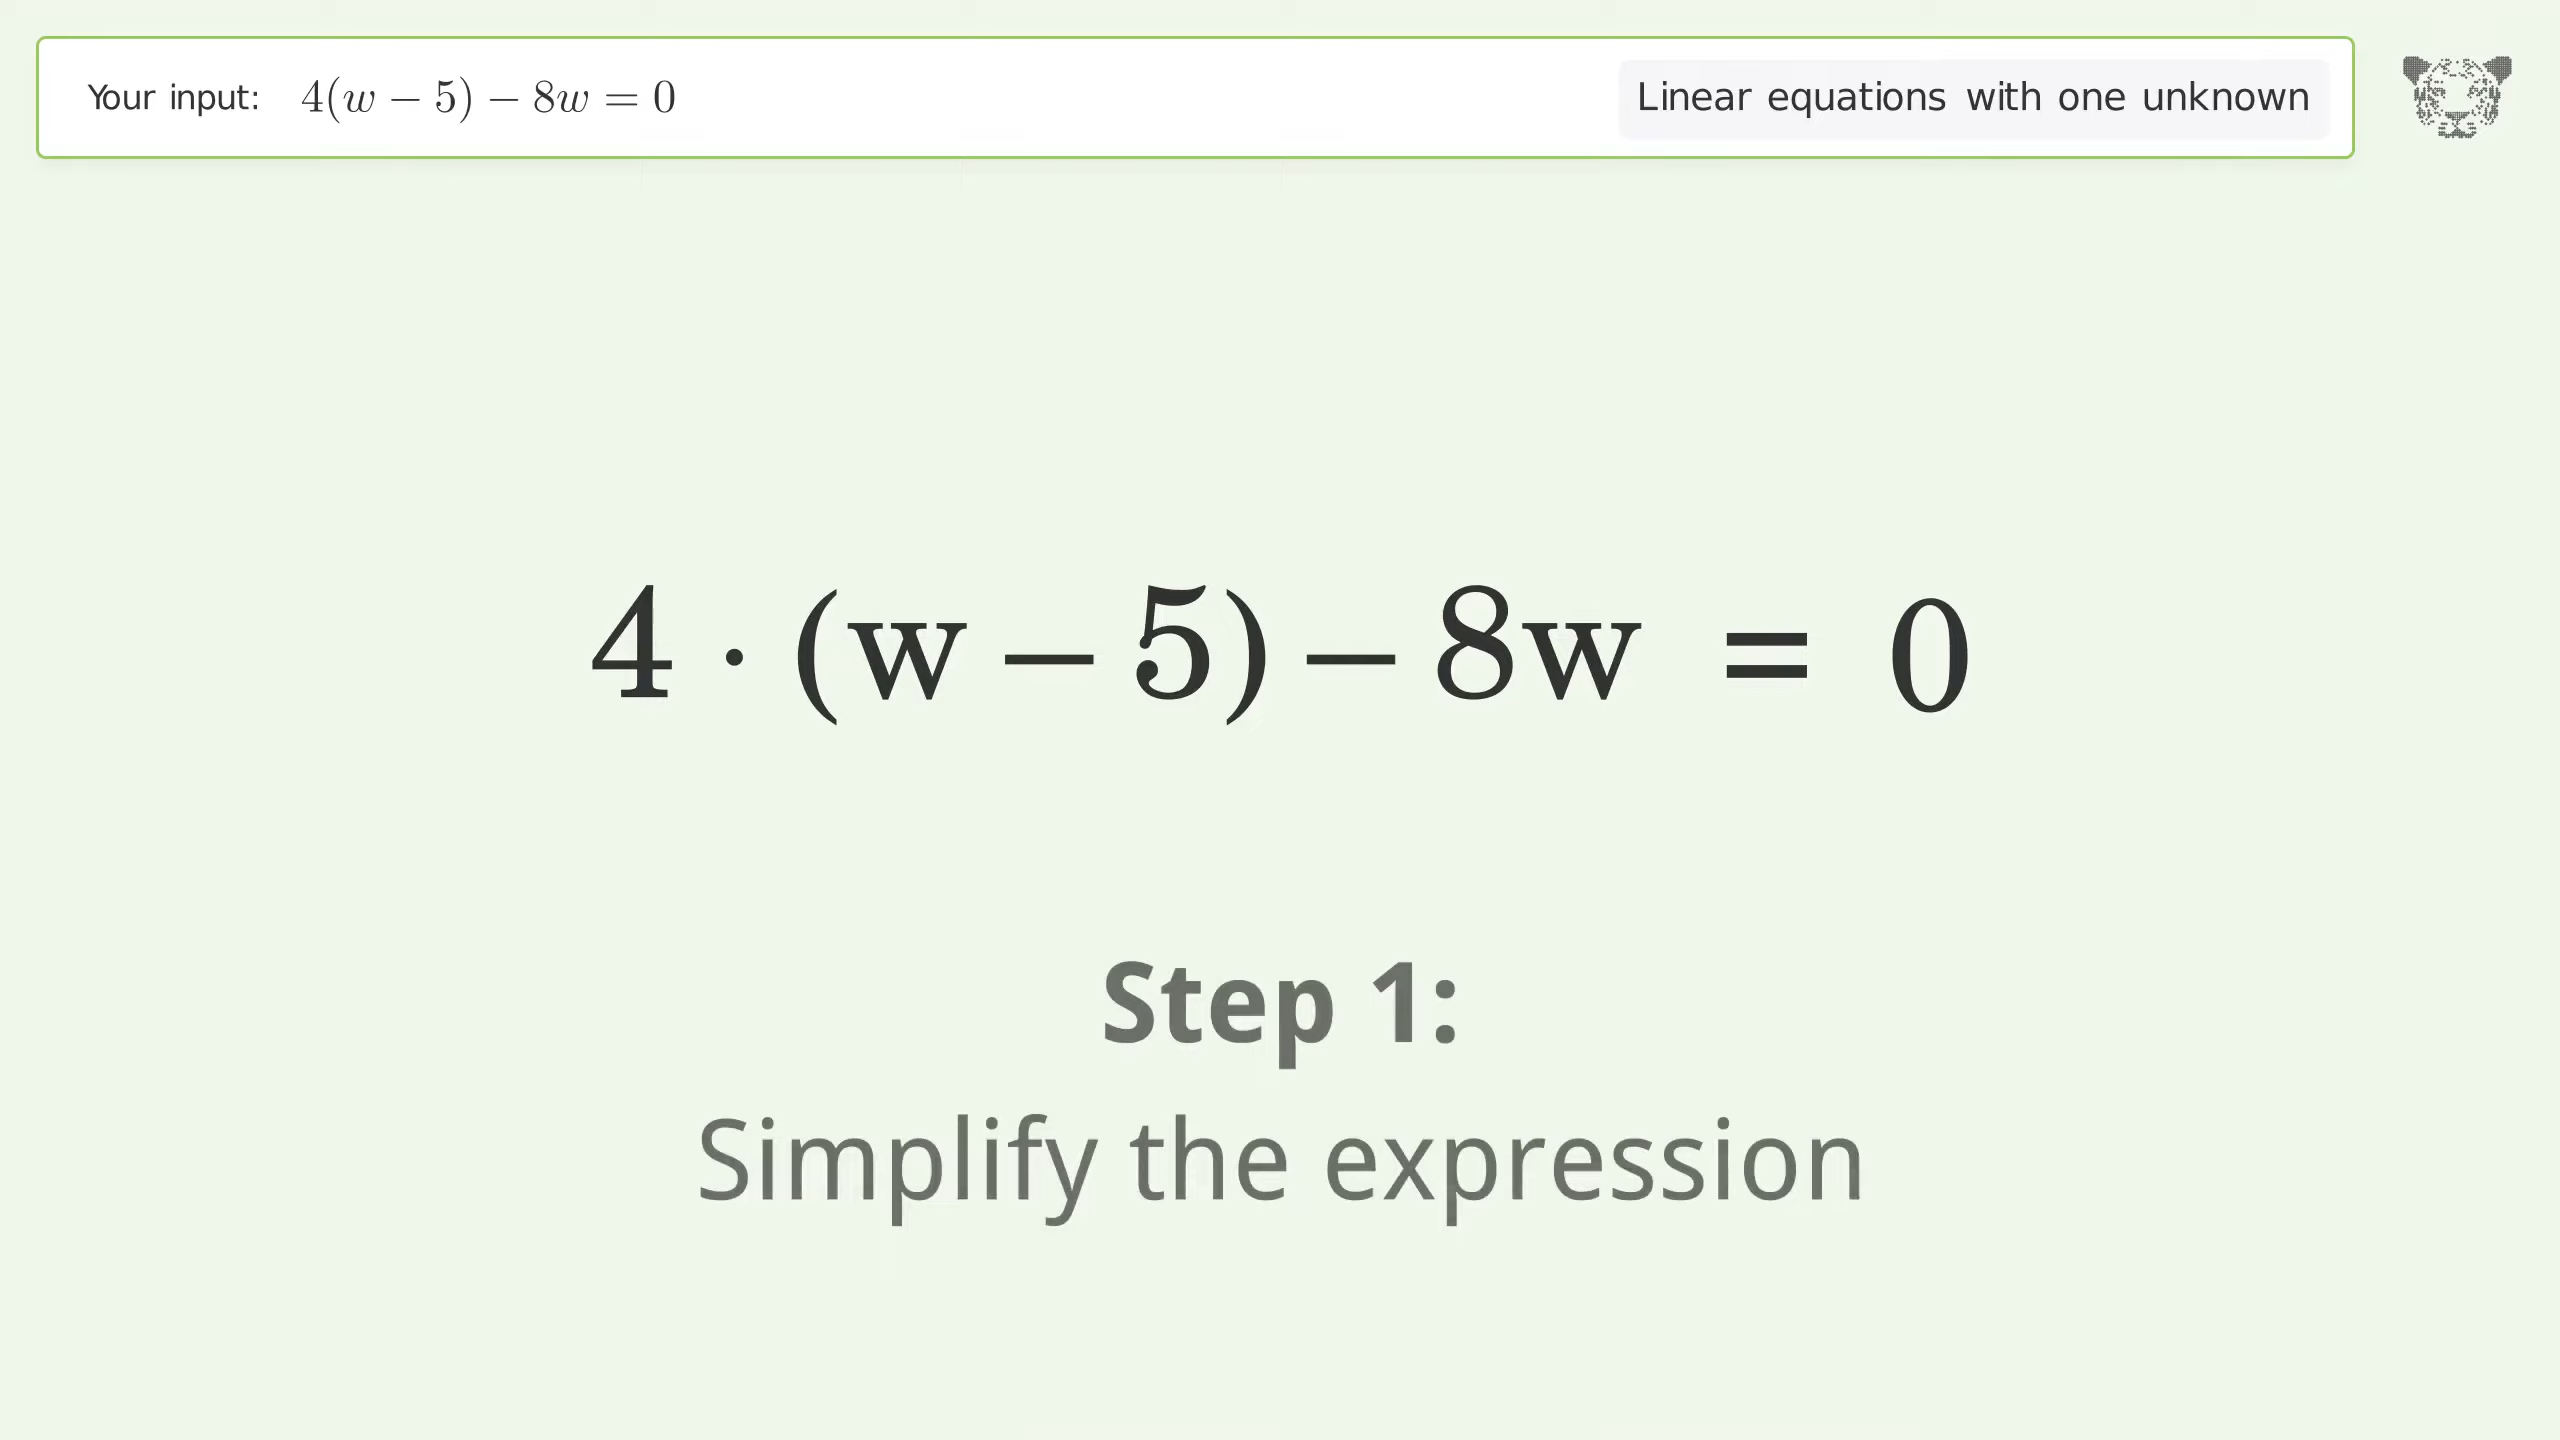 Your input: 4(w − 5) − 8w = 0
Linear equations with one unknown
4 · (w – 5) – 8w = 0
Step 1:
Simplify the expression